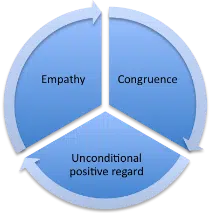 Empathy
Congruence
Unconditional
positive regard